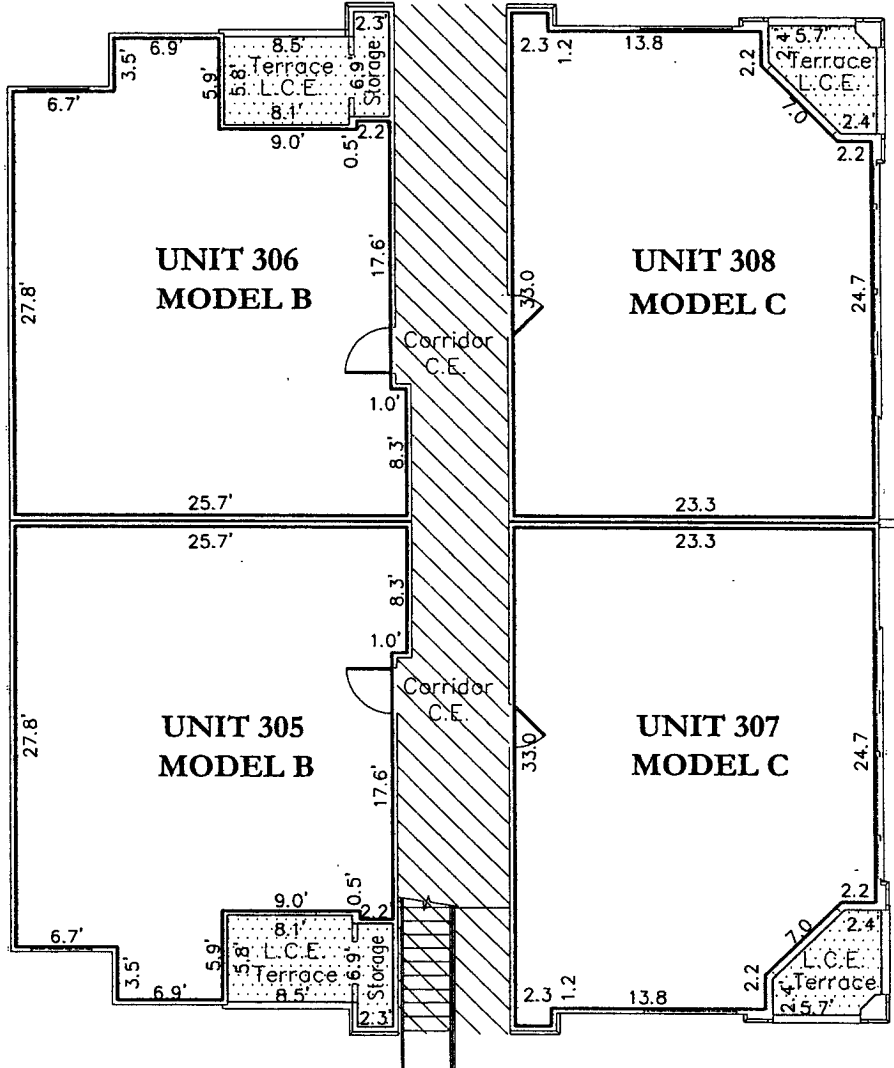 2.3'
6.9'
8.5'
3.5'
5.9'
5.8'
Terrace
L.C.E.
6.9'
Storage
6.7'
8.1'
9.0'
2.2
0.5'
UNIT 306
MODEL B
17.6'
27.8'
1.0'
8.3'
25.7'
2.3
1.2
13.8
2.2
2.4'
5.7'
Terrace
L.C.E.
7.0
2.4'
2.2
UNIT 308
MODEL C
33.0
24.7
23.3
Corridor
C.E.
25.7'
8.3'
1.0'
UNIT 305
MODEL B
27.8'
17.6'
9.0'
0.5'
2.2'
6.7'
8.1'
5.9'
5.8'
L.C.E.
Terrace
6.9'
Storage
3.5'
6.9'
8.5'
2.3'
Corridor
C.E.
23.3
UNIT 307
MODEL C
33.0
24.7
2.2
7.0
2.4'
L.C.E.
Terrace
2.2
2.3
1.2
13.8
2.4'
5.7'